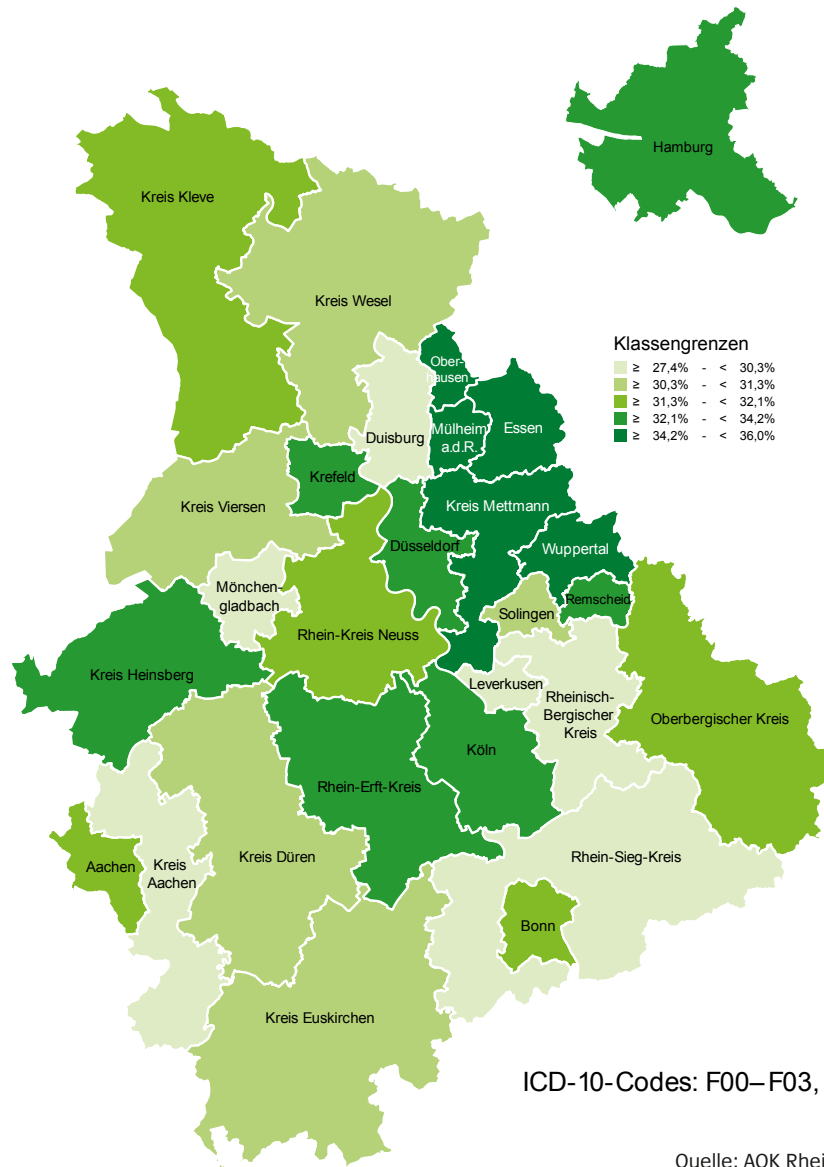 Hamburg
Kreis Kleve
Kreis Wesel
Klassengrenzen
≥ 27,4% - < 30,3%
≥ 30,3% - < 31,3%
≥ 31,3% - < 32,1%
≥ 32,1% - < 34,2%
≥ 34,2% - < 36,0%
Ober-
hausen
Duisburg
Mülheim
a.d.R.
Essen
Krefeld
Kreis Viersen
Kreis Mettmann
Düsseldorf
Wuppertal
Mönchen-
gladbach
Remscheid
Solingen
Rhein-Kreis Neuss
Kreis Heinsberg
Leverkusen
Rheinisch-
Bergischer
Kreis
Oberbergischer Kreis
Köln
Rhein-Erft-Kreis
Kreis Düren
Rhein-Sieg-Kreis
Aachen
Kreis
Aachen
Bonn
Kreis Euskirchen
ICD-10-Codes: F00–F03,
Quelle: AOK Rhei